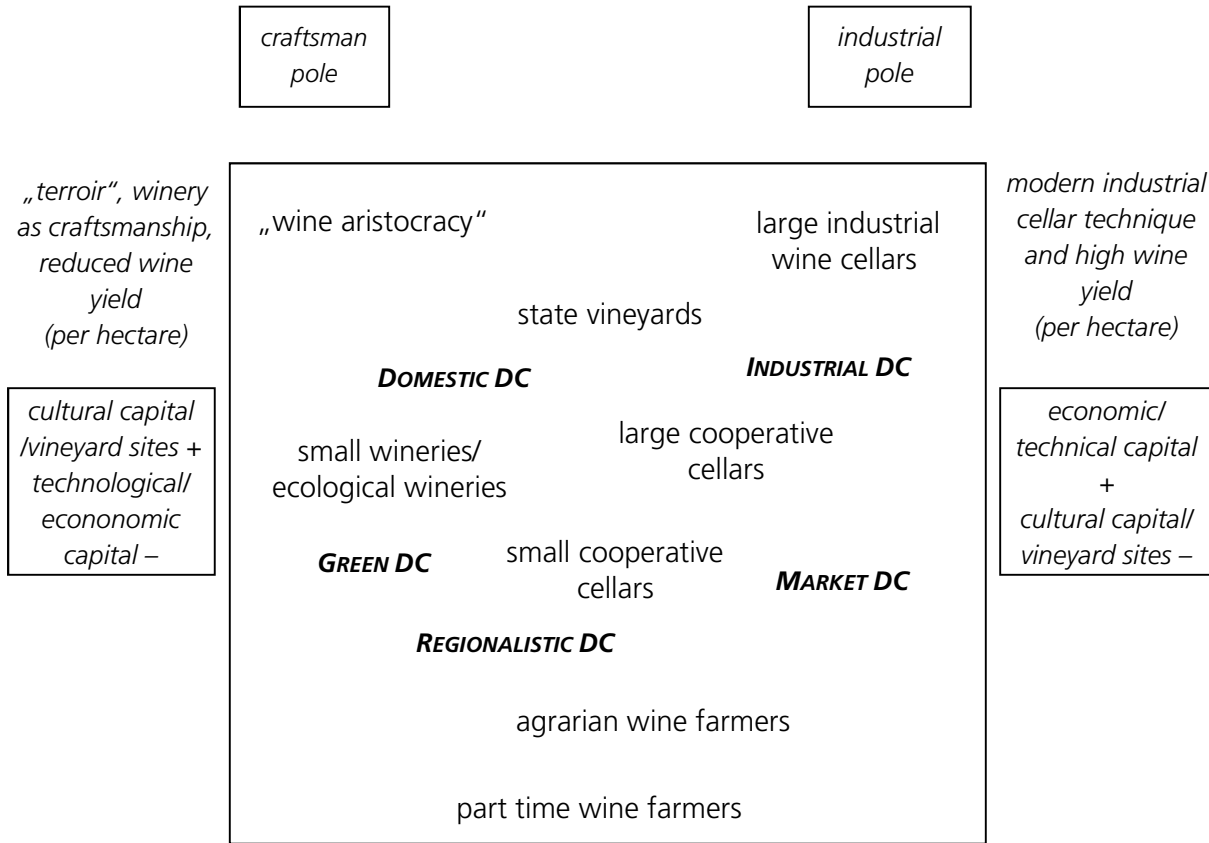 craftsman
pole
industrial
pole
„terroir“, winery
as craftsmanship,
reduced wine
yield
(per hectare)
cultural capital
/vineyard sites +
technological/
econonomic
capital –
„wine aristocracy“
large industrial
wine cellars
state vineyards
DOMESTIC DC
INDUSTRIAL DC
small wineries/
ecological wineries
large cooperative
cellars
GREEN DC
small cooperative
cellars
MARKET DC
REGIONALISTIC DC
agrarian wine farmers
part time wine farmers
modern industrial
cellar technique
and high wine
yield
(per hectare)
economic/
technical capital
+
cultural capital/
vineyard sites –